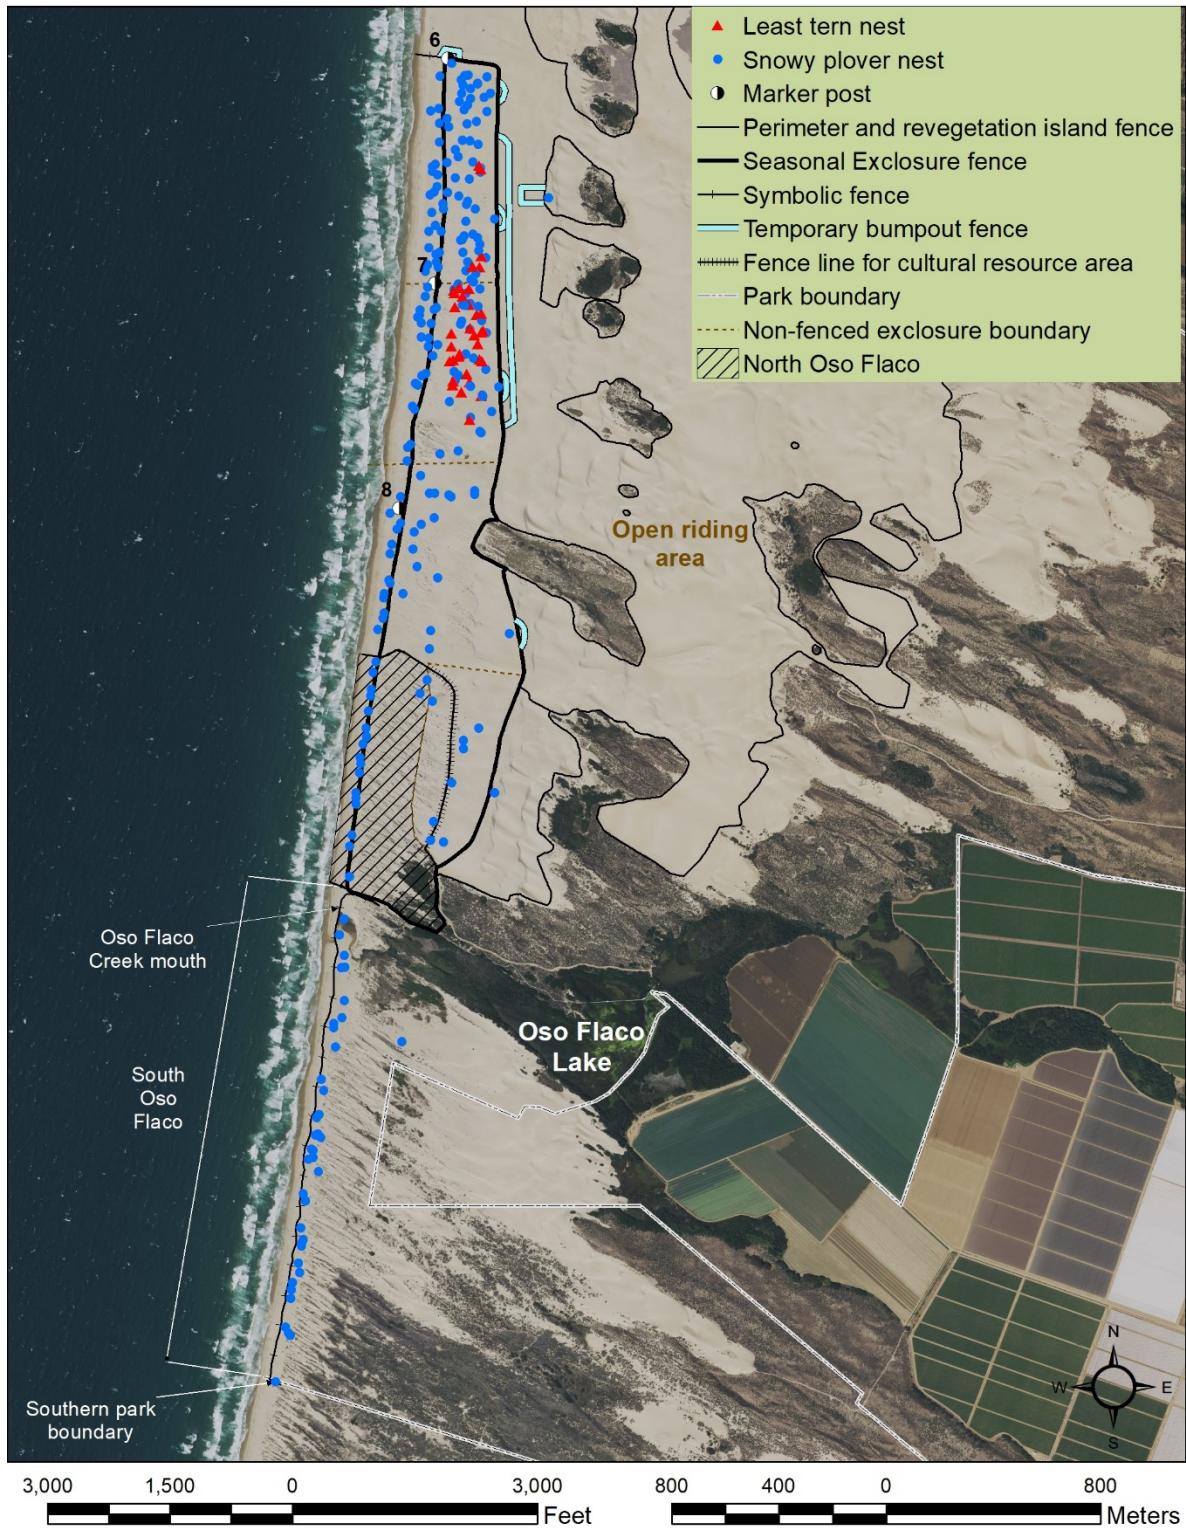 6
7
8
Least tern nest
Snowy plover nest
Marker post
Perimeter and revegetation island fence
Seasonal Exclosure fence
Symbolic fence
Temporary bumpout fence
Fence line for cultural resource area
Park boundary
Non-fenced exclosure boundary
North Oso Flaco
Open riding
area
Oso Flaco
Creek mouth
Oso Flaco
Lake
South
Oso
Flaco
Southern park
boundary
N
W E
S
3,000 1,500 0 3,000
Feet
800 400 0 800
Meters